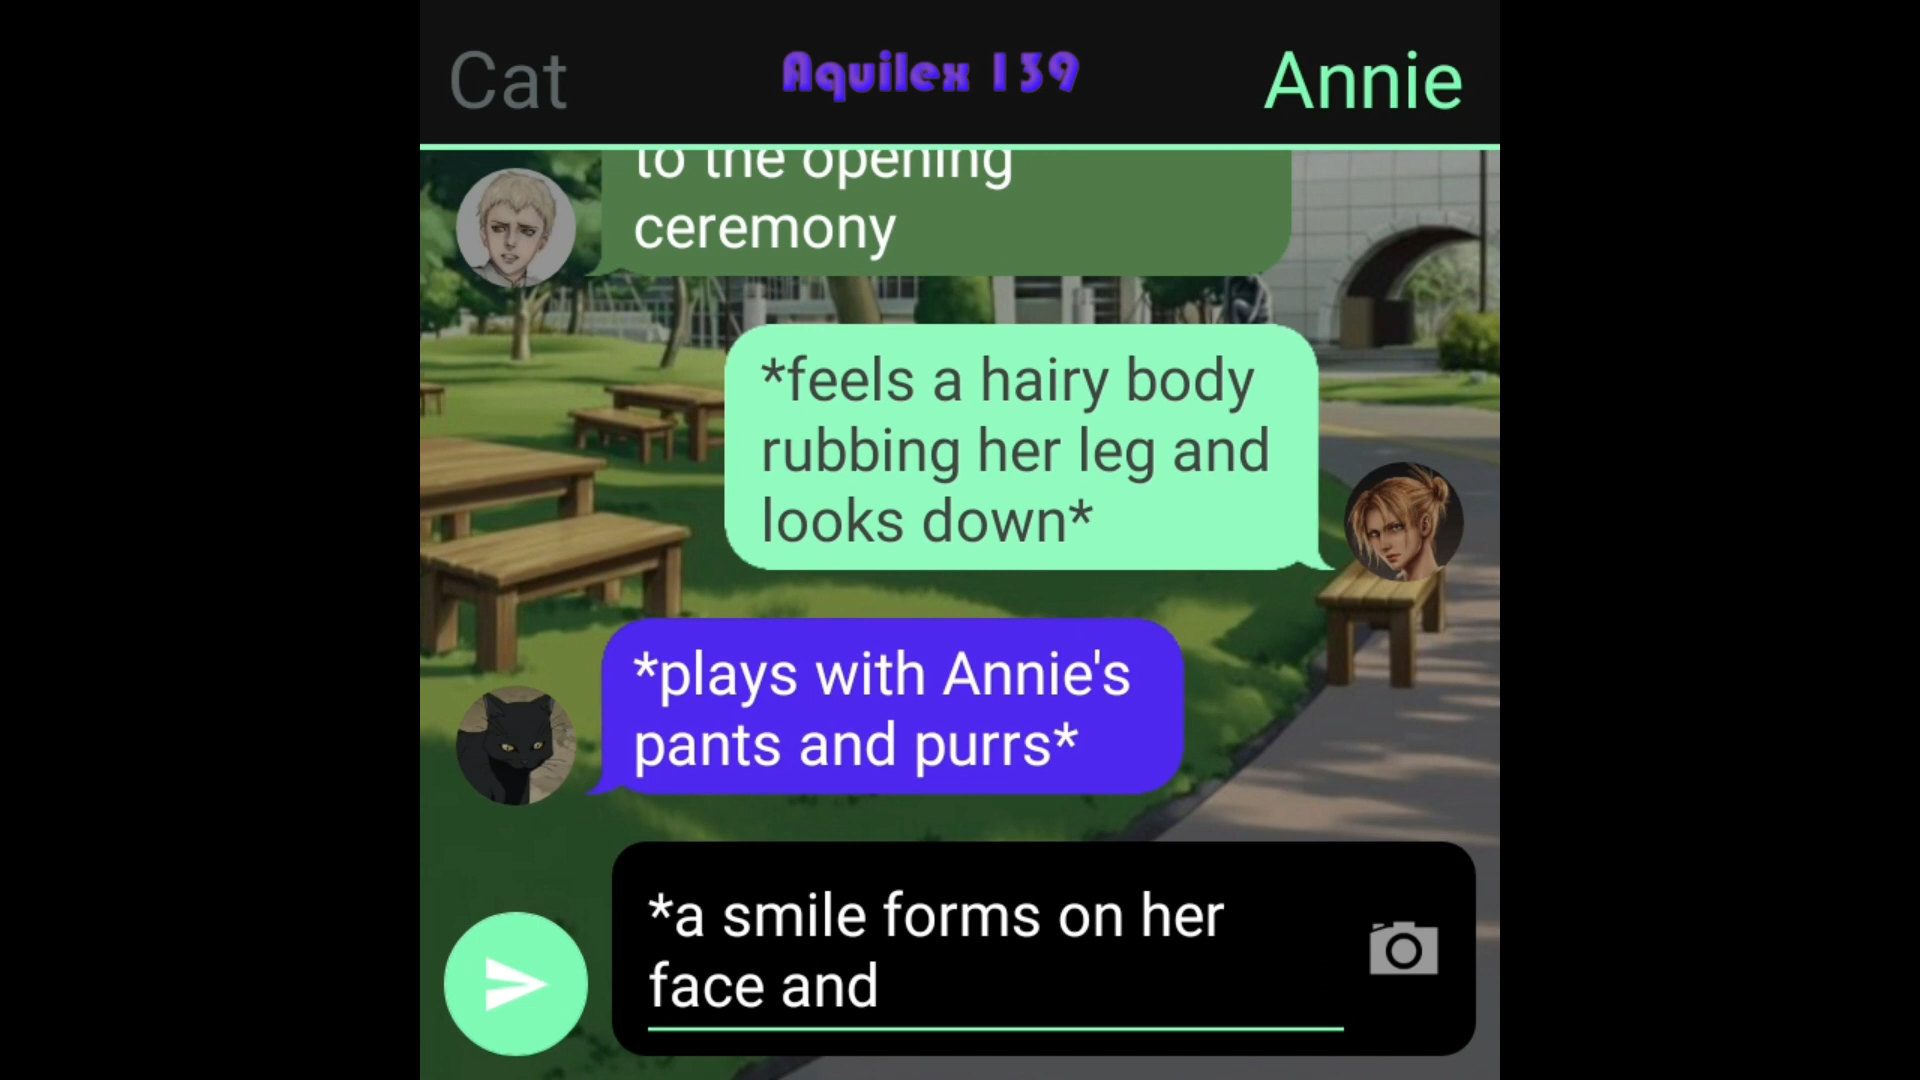 Cat
Aquilex 139
Annie
to the opening
ceremony
*feels a hairy body
rubbing her leg and
looks down*
*plays with Annie's
pants and purrs*
*a smile forms on her
face and